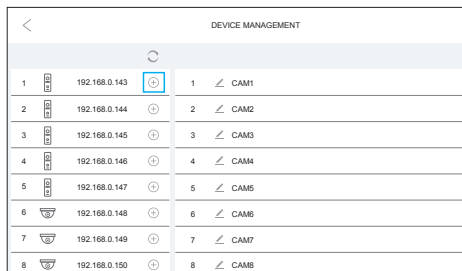 DEVICE MANAGEMENT
1 192.168.0.143 1 CAM1
2 192.168.0.144 2 CAM2
3 192.168.0.145 3 CAM3
4 192.168.0.146 4 CAM4
5 192.168.0.147 5 CAM5
6 192.168.0.148 6 CAM6
7 192.168.0.149 7 CAM7
8 192.168.0.150 8 CAM8